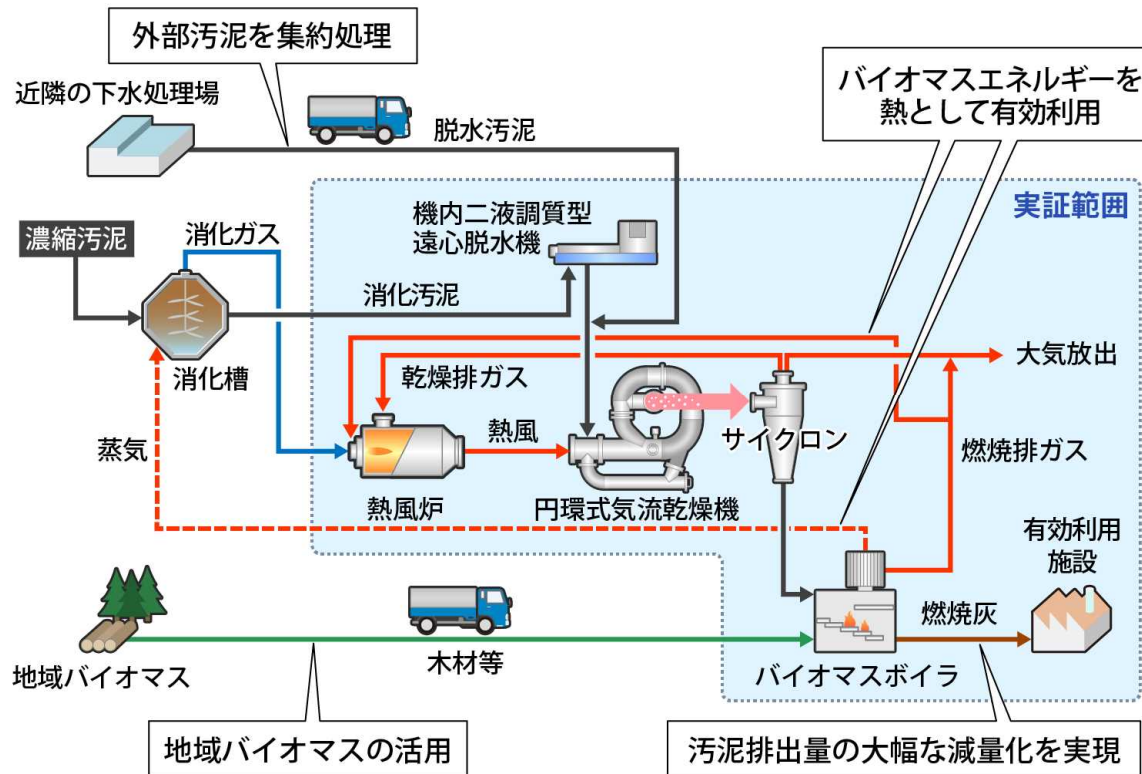 外部汚泥を集約処理
近隣の下水処理場
脱水汚泥
バイオマスエネルギーを
熱として有効利用
実証範囲
濃縮汚泥
消化ガス
機内二液調質型
遠心脱水機
消化汚泥
消化槽
乾燥排ガス
大気放出
蒸気
熱風
サイクロン
燃焼排ガス
熱風炉
円環式気流乾燥機
有効利用
施設
燃焼灰
地域バイオマス
木材等
バイオマスボイラ
地域バイオマスの活用
汚泥排出量の大幅な減量化を実現